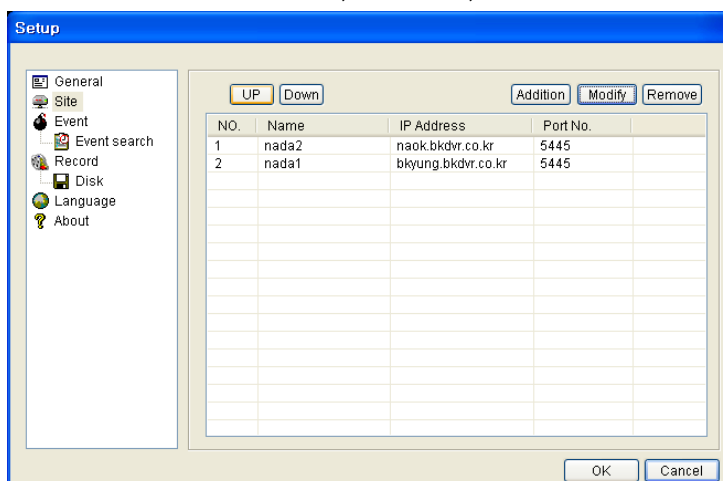 Setup
General
Site
Event
Event search
Record
Disk
Language
About
UP Down Addition Modify Remove
NO. Name IP Address Port No.
1 nada2 naok.bkdvr.co.kr 5445
2 nada1 bkyung.bkdvr.co.kr 5445
OK Cancel